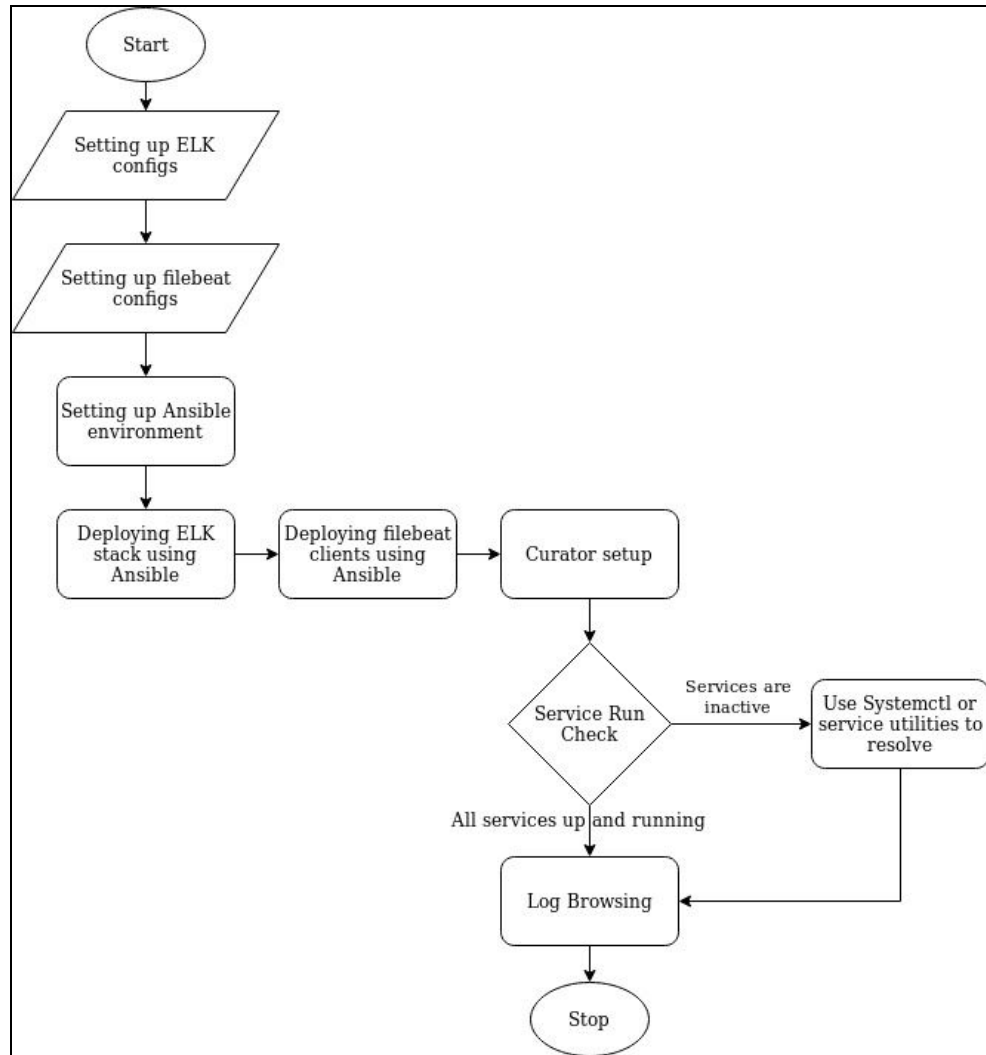 Start
Setting up ELK
configs
Setting up filebeat
configs
Setting up Ansible
environment
Deploying ELK
stack using
Ansible
Deploying filebeat
clients using
Ansible
Curator setup
Service Run
Check
Services are
inactive
Use Systemctl or
service utilities to
resolve
All services up and running
Log Browsing
Stop